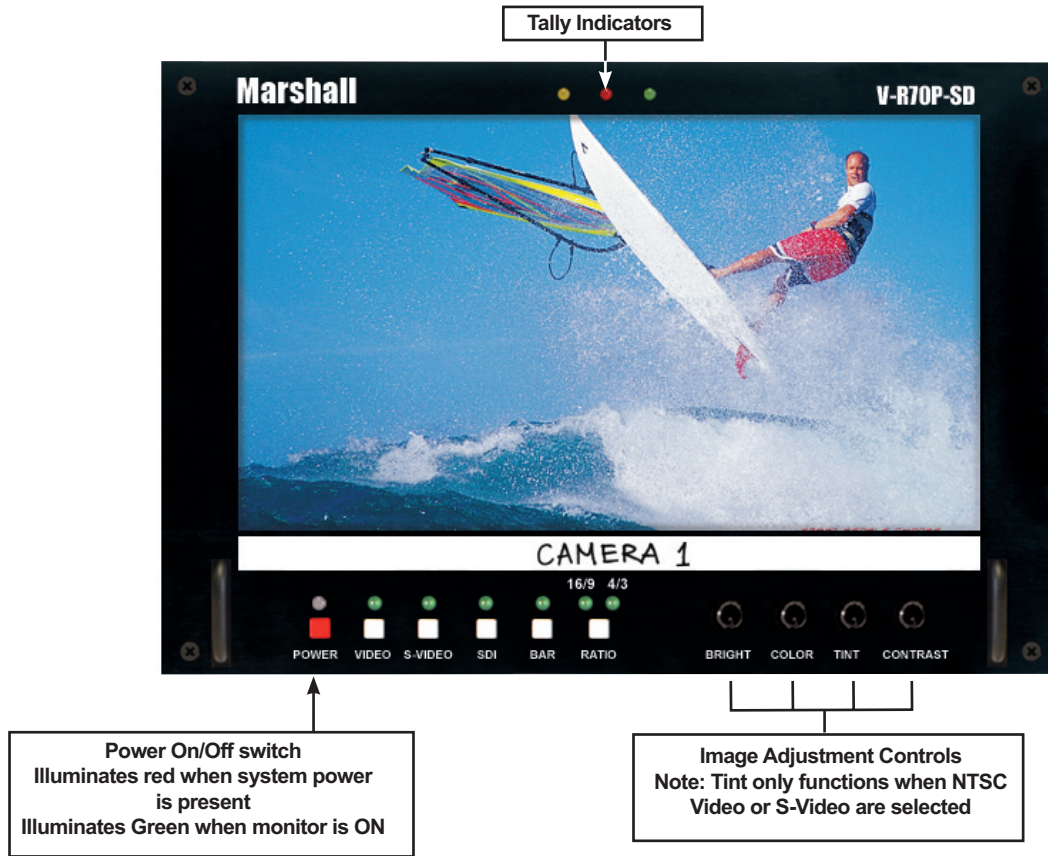 Tally Indicators
Marshall
V-R70P-SD
CAMERA 1
16/9 4/3
POWER VIDEO S-VIDEO SDI BAR RATIO
BRIGHT COLOR TINT CONTRAST
Power On/Off switch
Illuminates red when system power
is present
Illuminates Green when monitor is ON
Image Adjustment Controls
Note: Tint only functions when NTSC
Video or S-Video are selected